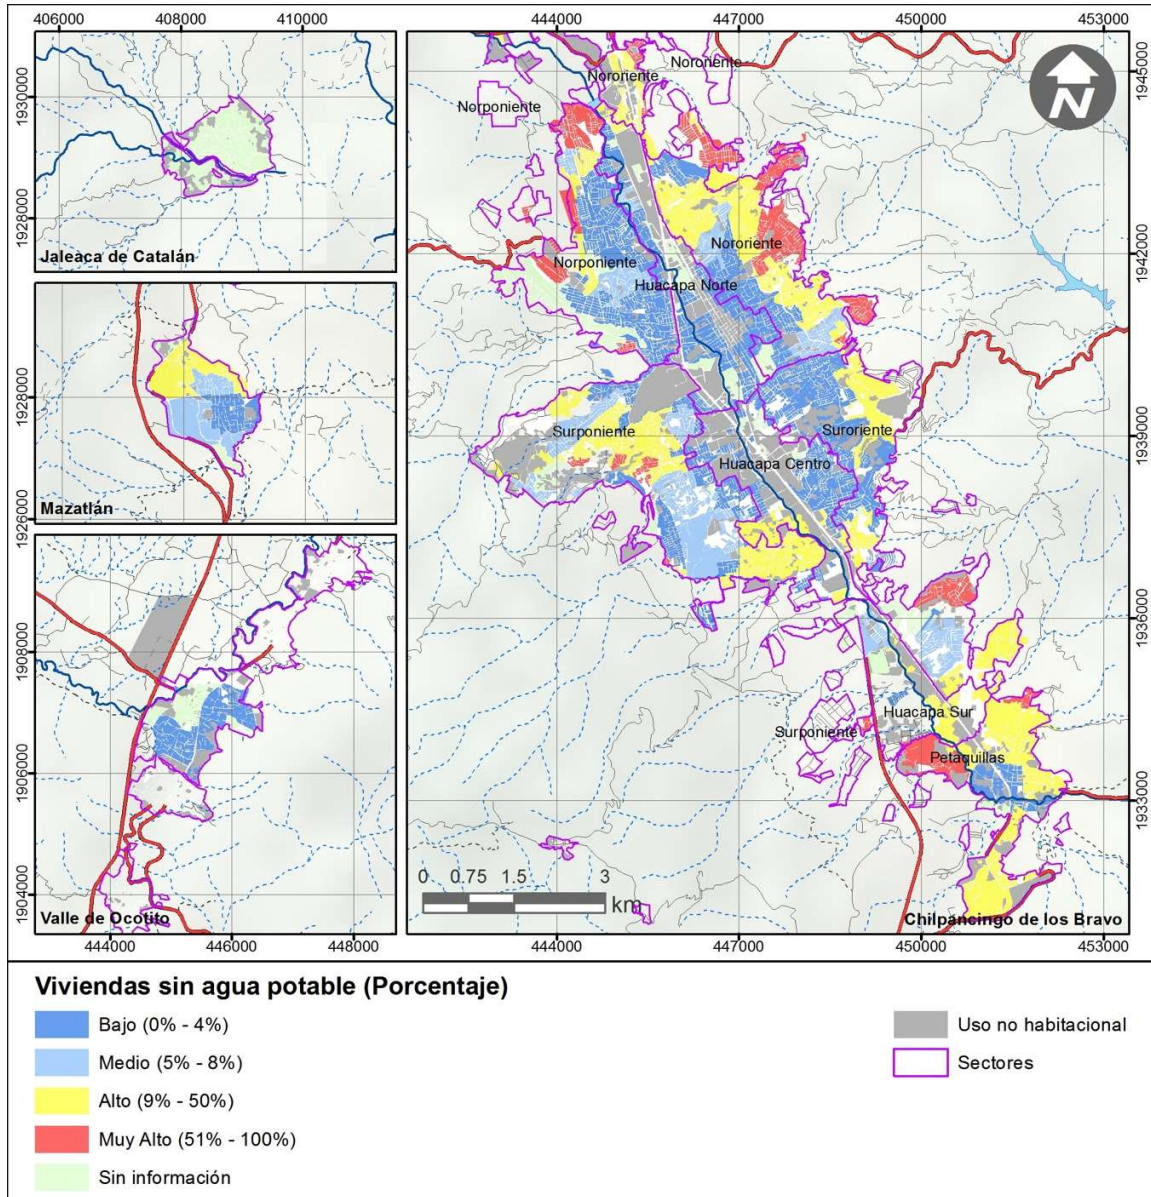 406000 408000 410000
444000 447000 450000 453000
1930000
1928000
Jaleaca de Catalán
1928000
1926000
Mazatlán
1908000
1906000
1904000
Valle de Ocotito
444000 446000 448000
N
1945000
1942000
1939000
1936000
1933000
Nororiente
Nororiente
Norponiente
Nororiente
Norponiente
Huacapa Norte
Surponiente
Suroriente
Huacapa Centro
Huacapa Sur
Surponiente
Petaquillas
0 0.75 1.5 3
km
Chilpancingo de los Bravo
444000 447000 450000 453000
Viviendas sin agua potable (Porcentaje)
Bajo (0% - 4%)
Medio (5% - 8%)
Alto (9% - 50%)
Muy Alto (51% - 100%)
Sin información
Uso no habitacional
Sectores